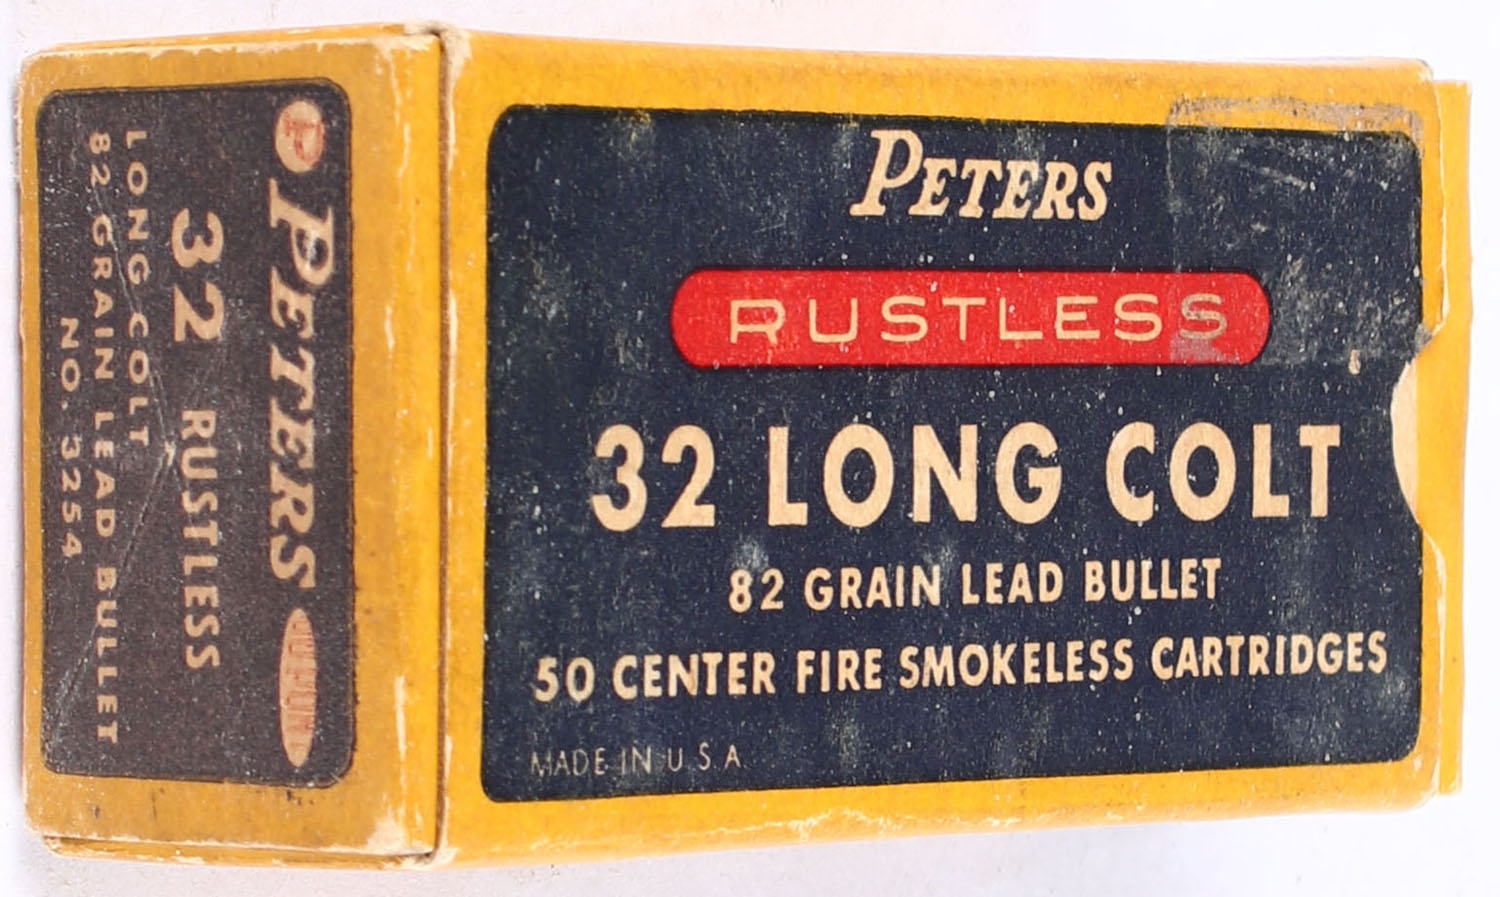 PETERS
RUSTLESS
32 LONG COLT
82 GRAIN LEAD BULLET
50 CENTER FIRE SMOKELESS CARTRIDGES
MADE IN U.S.A.
P PETERS DUPONT
32 RUSTLESS
LONG COLT
82 GRAIN LEAD BULLET
NO. 3254